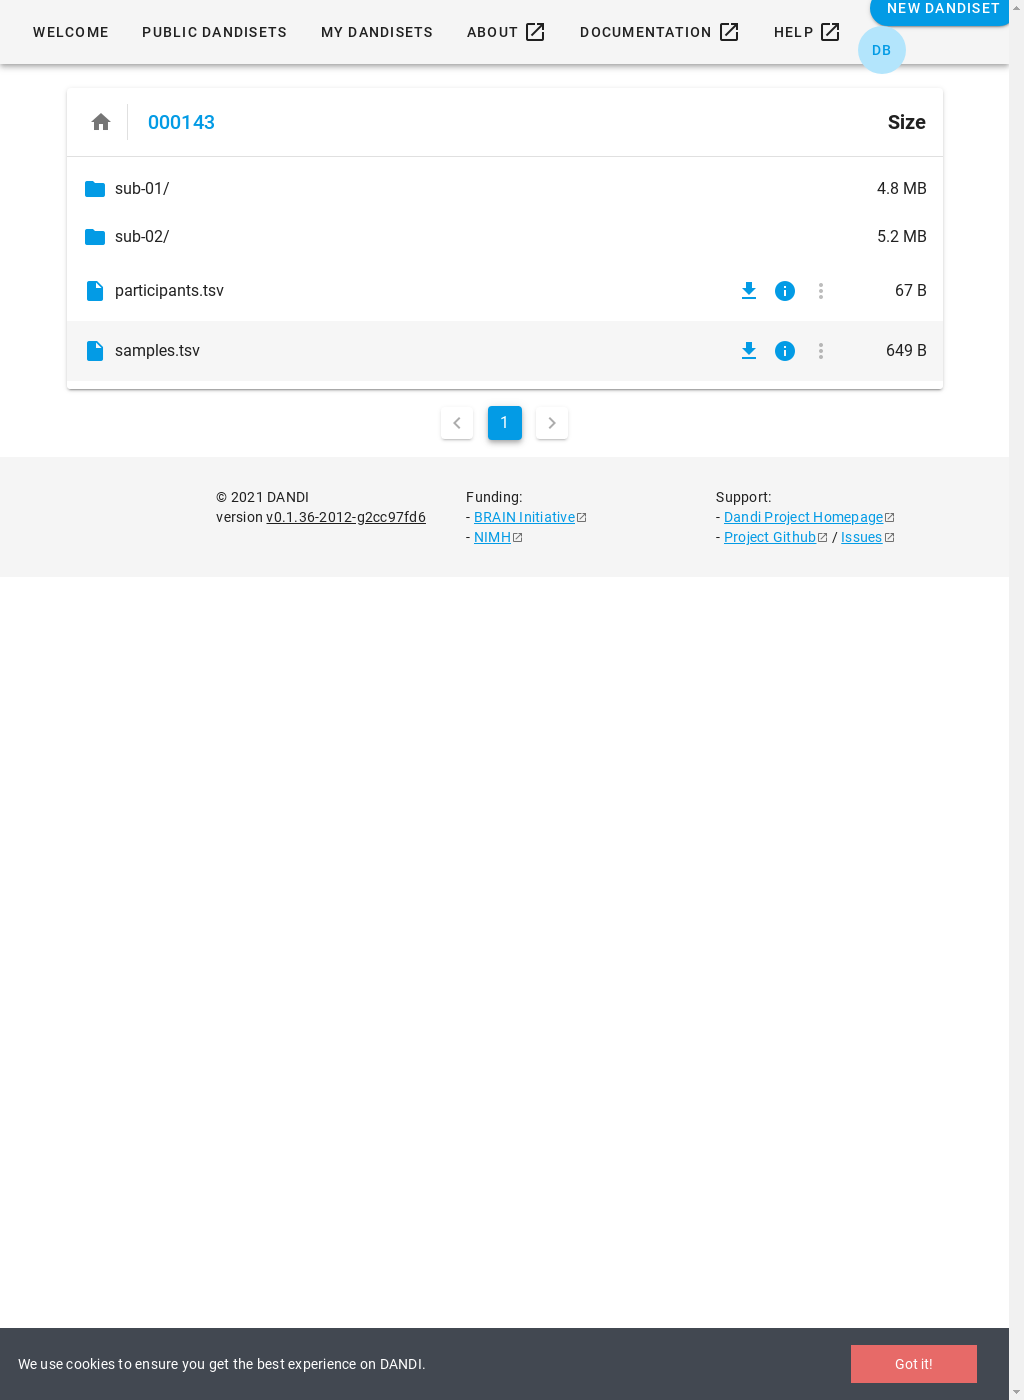 NEW DANDISET
WELCOME PUBLIC DANDISETS MY DANDISETS ABOUT DOCUMENTATION HELP
DB
000143 Size
sub-01/ 4.8 MB
sub-02/ 5.2 MB
participants.tsv 67 B
samples.tsv 649 B
1
© 2021 DANDI
version v0.1.36-2012-g2cc97fd6
Funding:
- BRAIN Initiative
- NIMH
Support:
- Dandi Project Homepage
- Project Github / Issues
We use cookies to ensure you get the best experience on DANDI.
Got it!